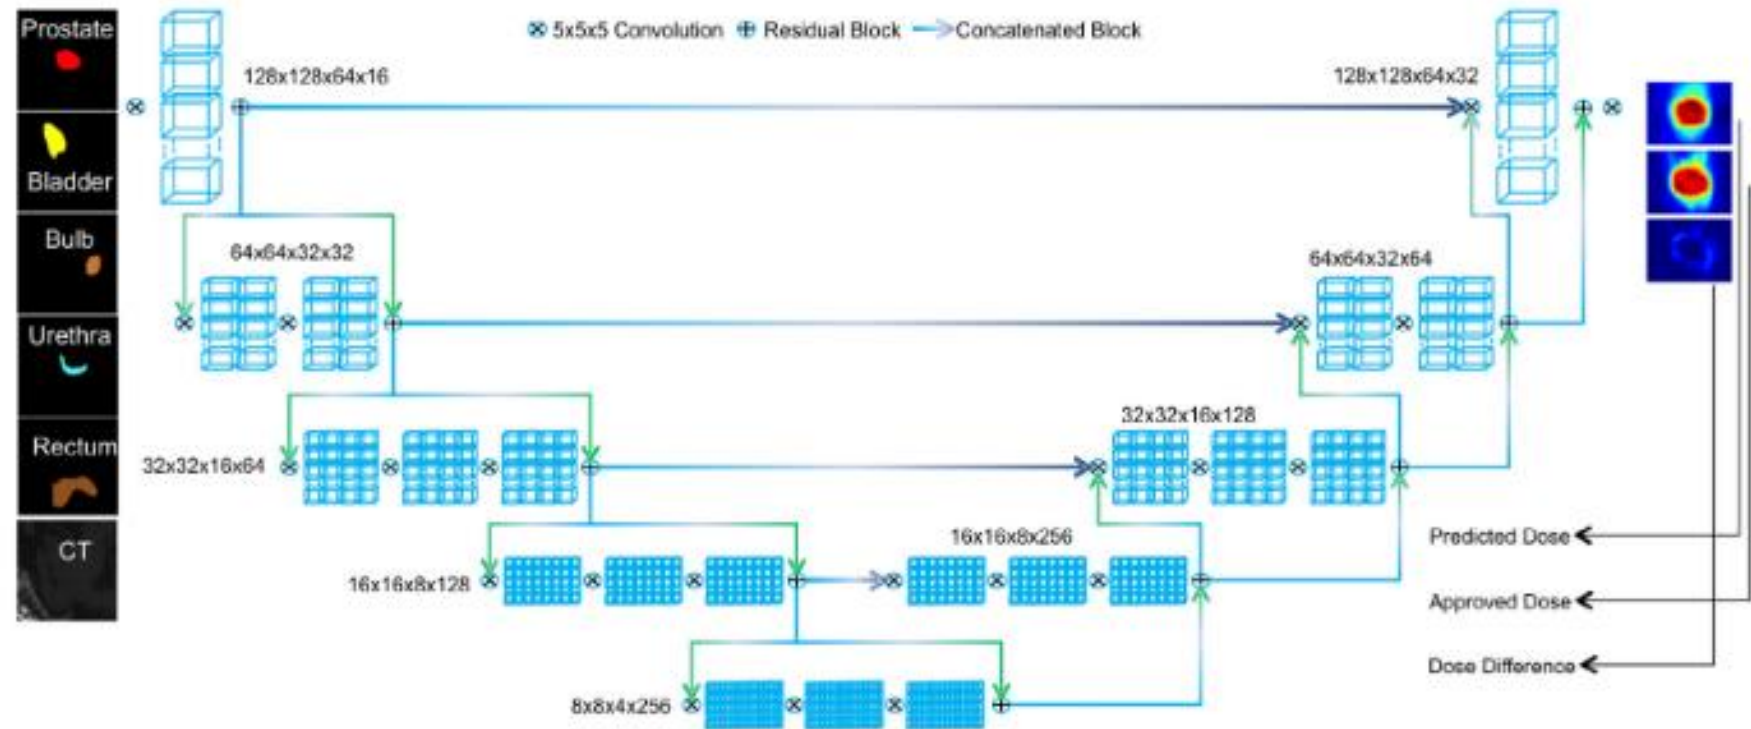 Prostate
Bladder
Bulb
Urethra
Rectum
CT
5x5x5 Convolution Residual Block Concatenated Block
128x128x64x16
128x128x64x32
64x64x32x32
64x64x32x64
32x32x16x64
32x32x16x128
16x16x8x128
16x16x8x256
8x8x4x256
Predicted Dose
Approved Dose
Dose Difference